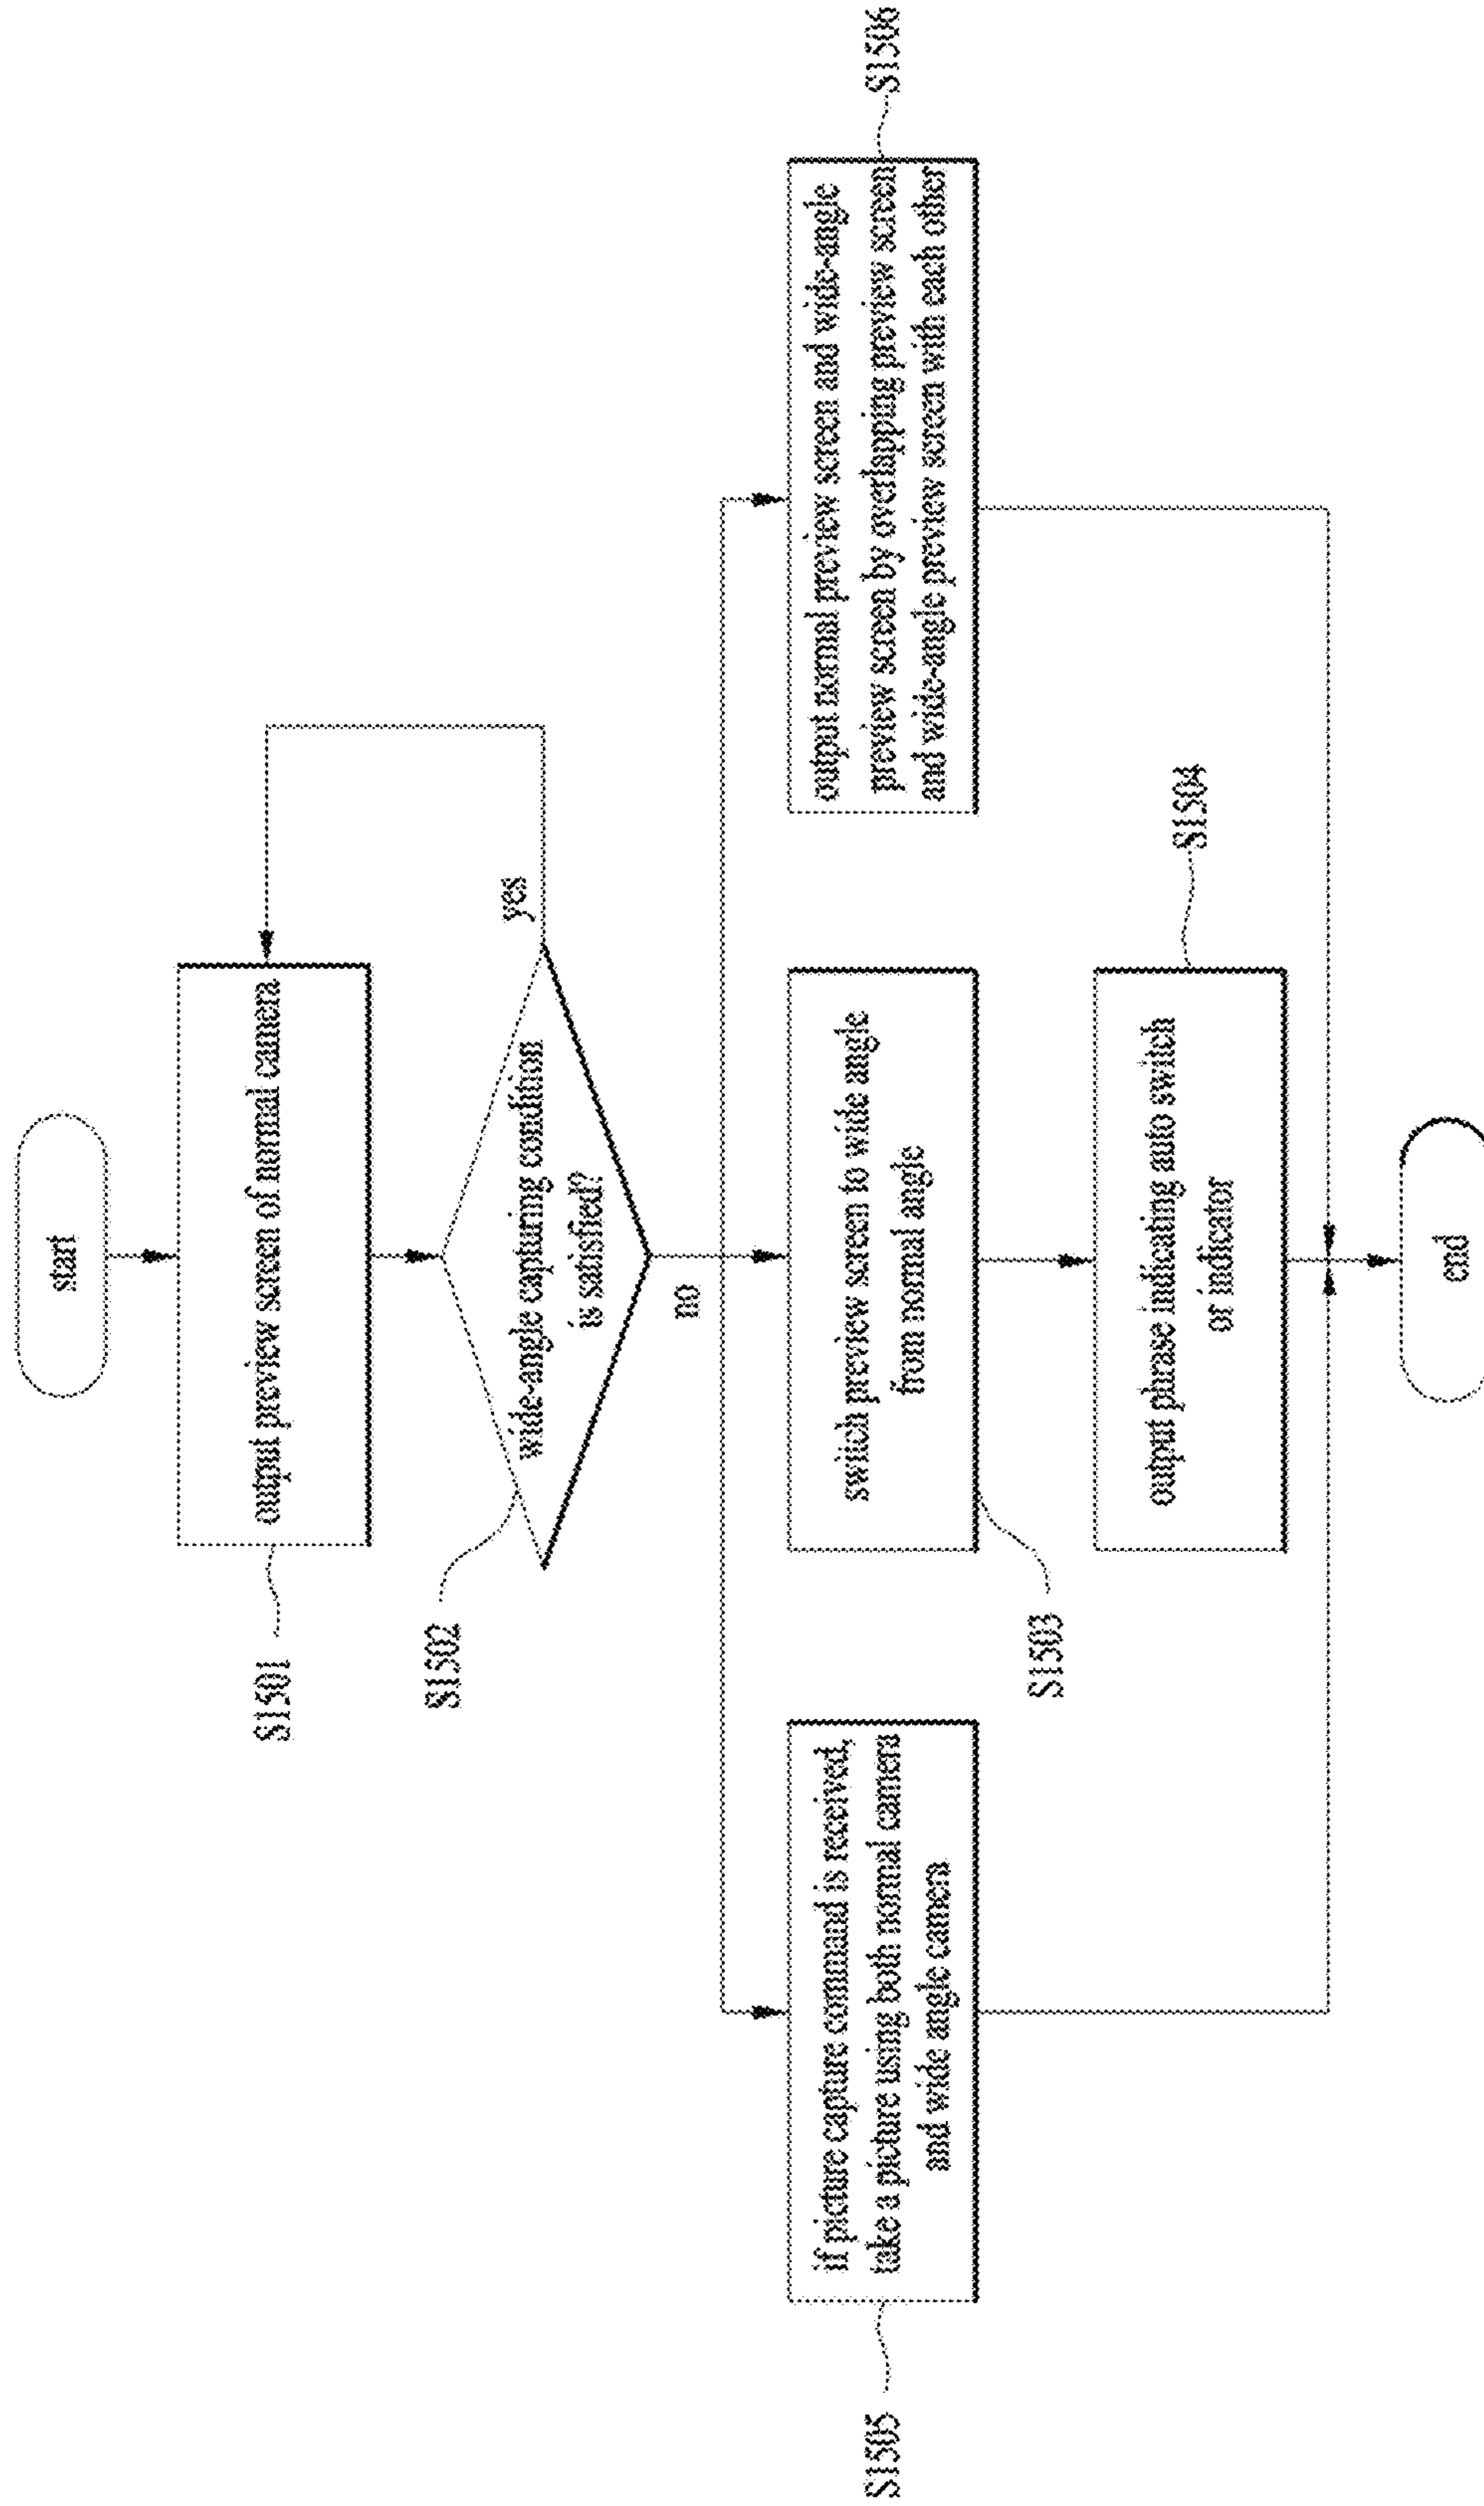 start
output preview screen of normal camera
S1501
wide-angle capturing condition
is satisfied?
S1502
yes
no
if picture capture command is received,
take a picture using both normal camera
and wide angle camera
S1505
switch preview screen to wide angle
from normal angle
S1503
output normal preview screen and wide-angle
preview screen by overlapping preview screen
and wide-angle preview screen with each other
S1506
output phrase indicating auto switch
or indicator
S1504
end